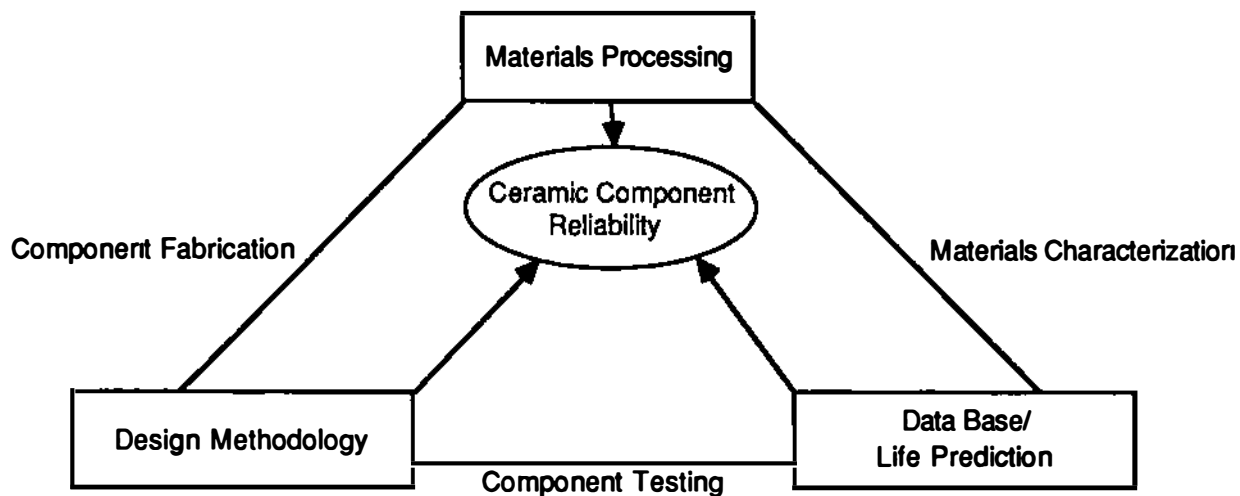 Materials Processing
Ceramic Component
Reliability
Component Fabrication
Materials Characterization
Design Methodology
Data Base/
Life Prediction
Component Testing